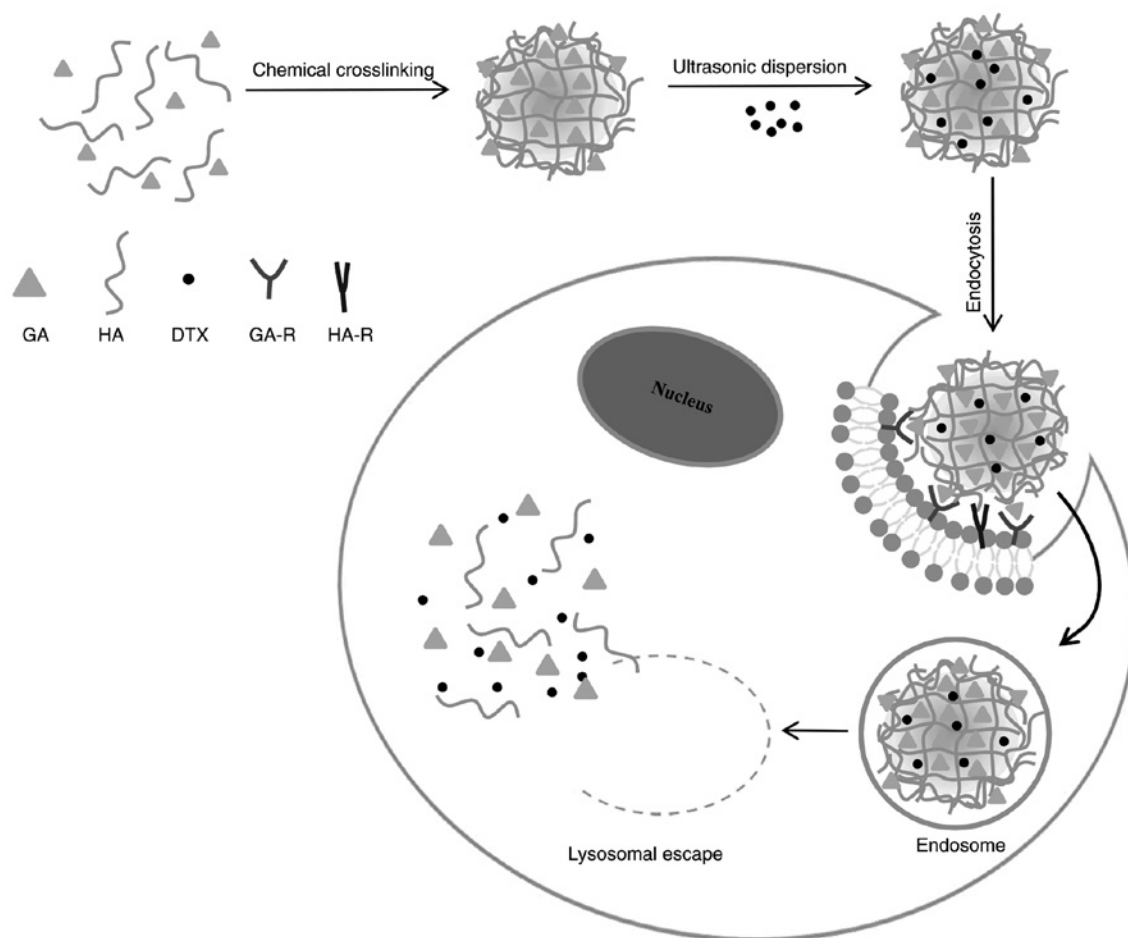 Chemical crosslinking
Ultrasonic dispersion
Endocytosis
GA
HA
DTX
GA-R
HA-R
Nucleus
Endosome
Lysosomal escape